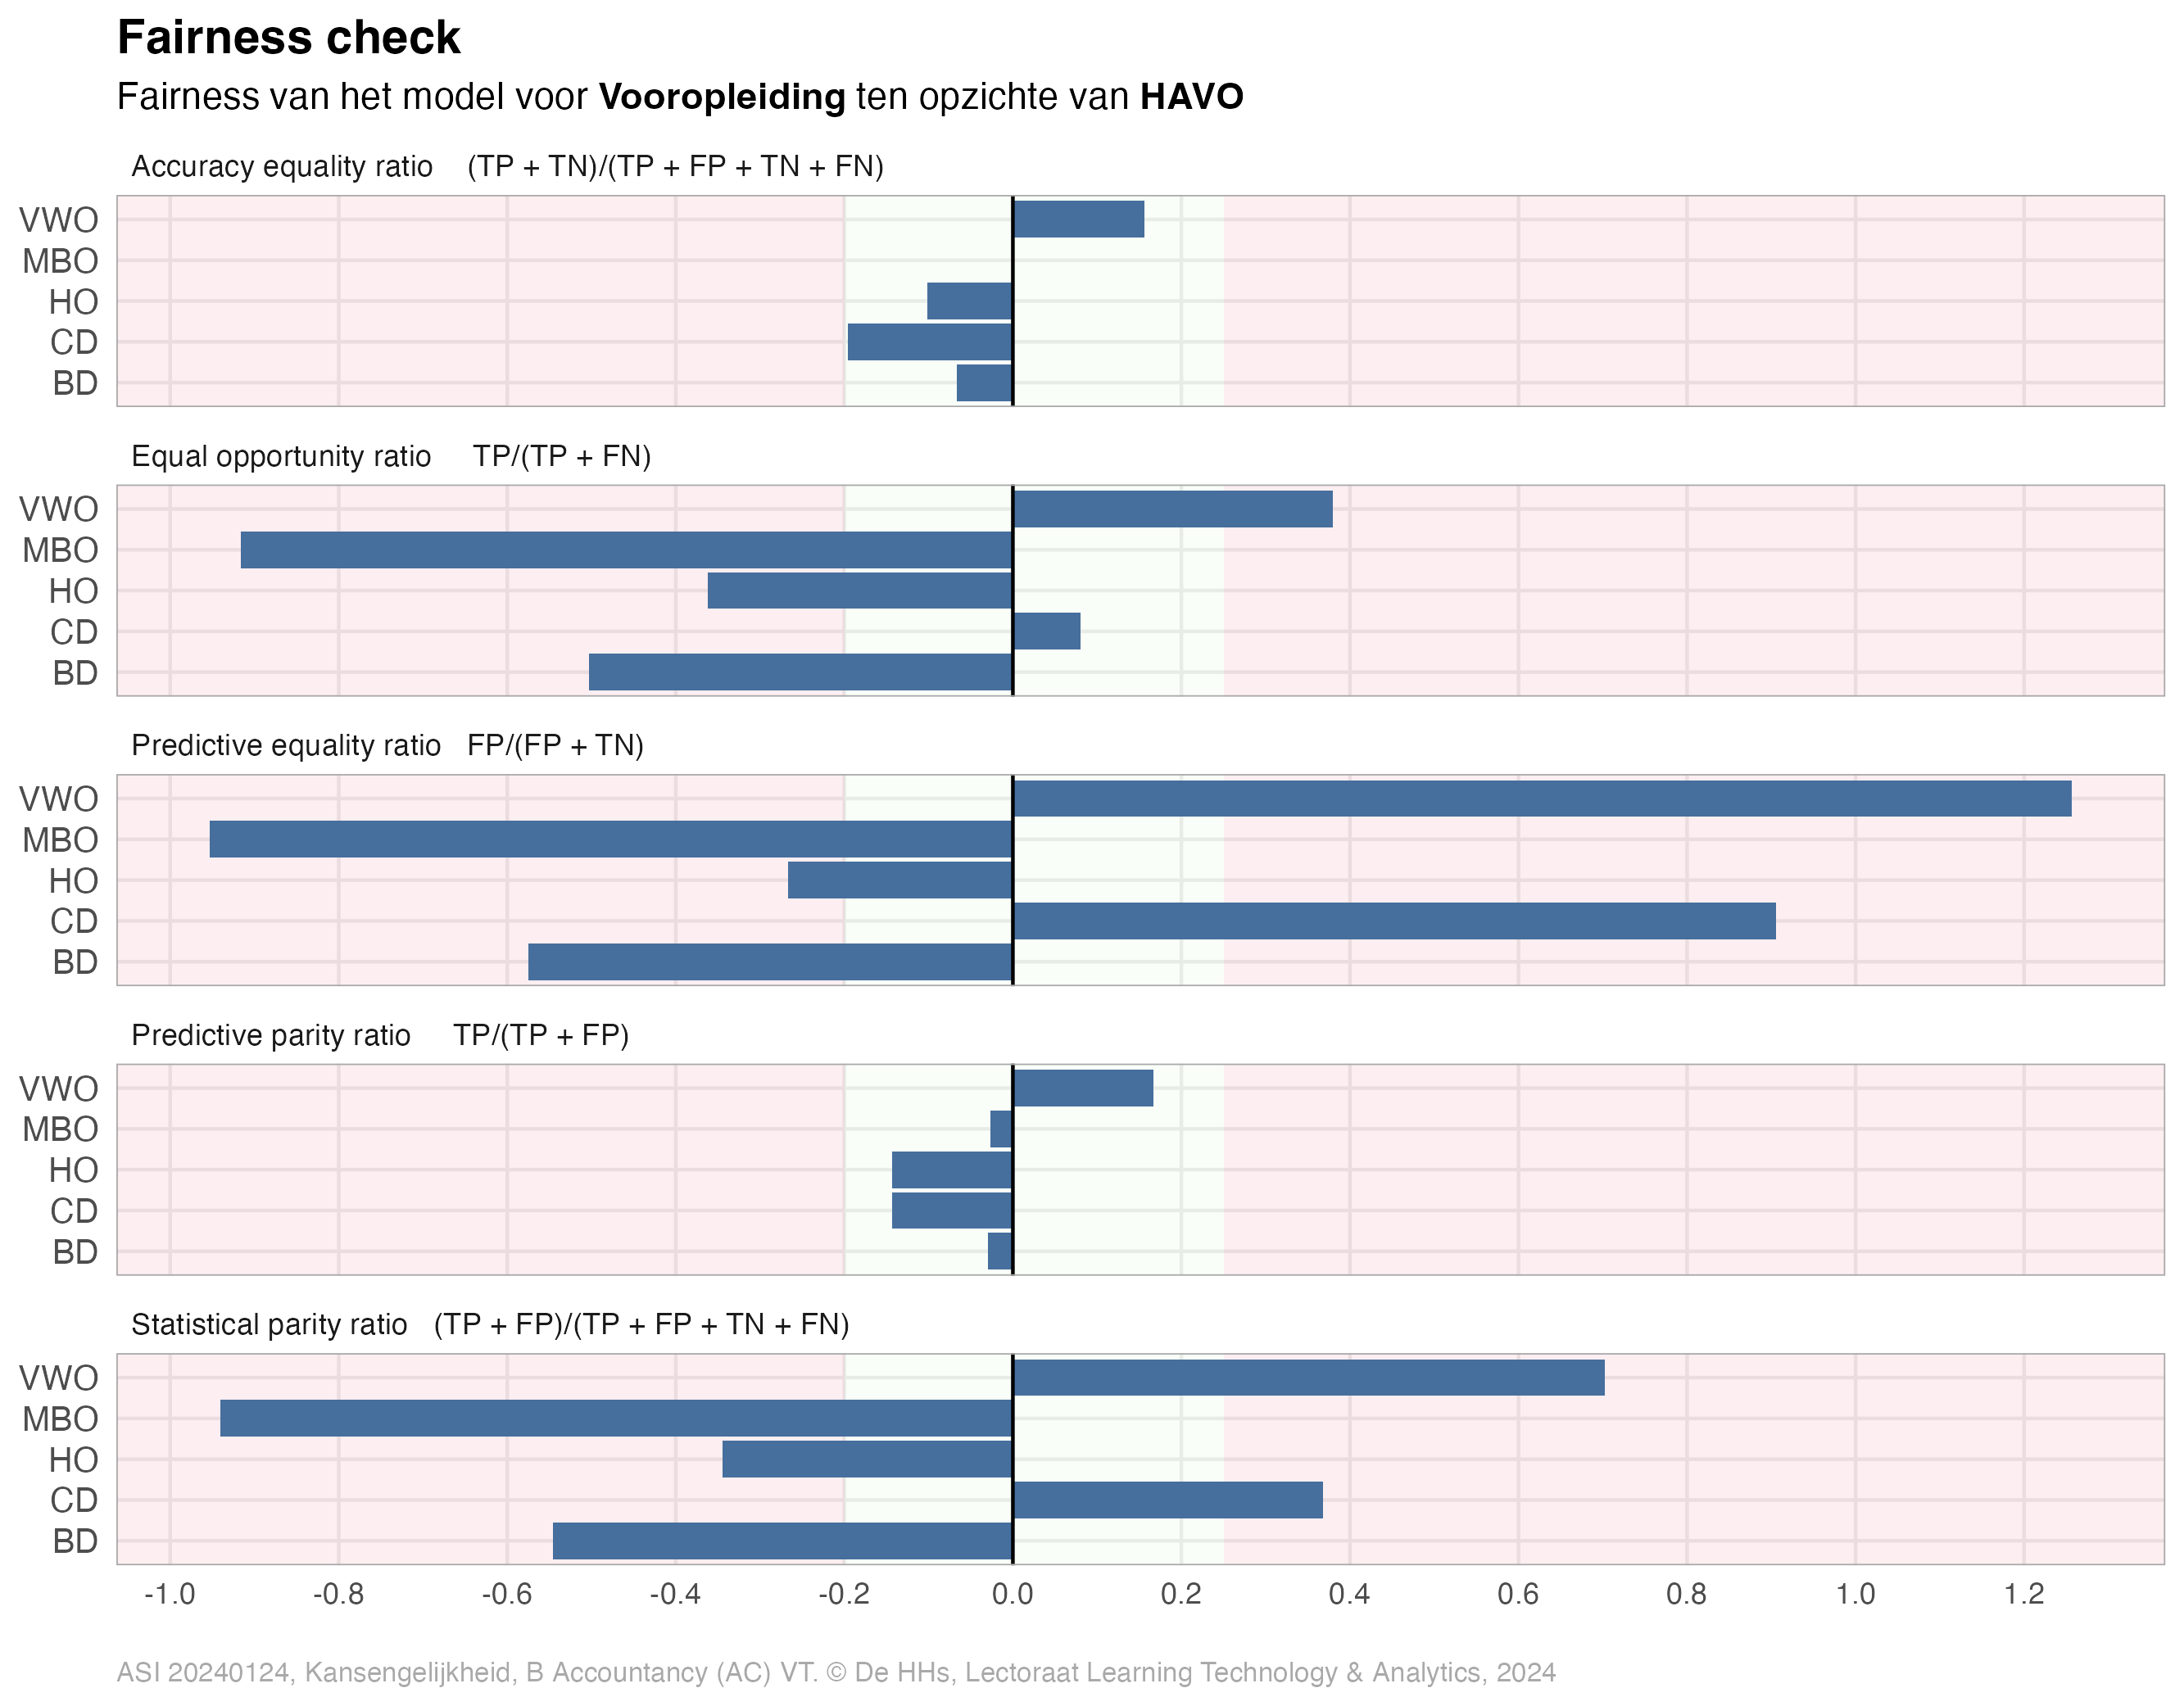 Fairness check
Fairness van het model voor Vooropleiding ten opzichte van HAVO
Accuracy equality ratio (TP + TN)/(TP + FP + TN + FN)
VWO
MBO
HO
CD
BD
Equal opportunity ratio TP/(TP + FN)
VWO
MBO
HO
CD
BD
Predictive equality ratio FP/(FP + TN)
VWO
MBO
HO
CD
BD
Predictive parity ratio TP/(TP + FP)
VWO
MBO
HO
CD
BD
Statistical parity ratio (TP + FP)/(TP + FP + TN + FN)
VWO
MBO
HO
CD
BD
-1.0 -0.8 -0.6 -0.4 -0.2 0.0 0.2 0.4 0.6 0.8 1.0 1.2
ASI 20240124, Kansengelijkheid, B Accountancy (AC) VT. © De HHs, Lectoraat Learning Technology & Analytics, 2024